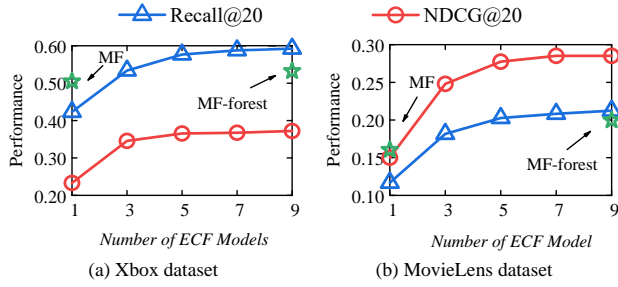 Recall@20 NDCG@20
0.60
0.50
0.40
0.30
0.20
Performance
MF
MF-forest
1 3 5 7 9
Number of ECF Models
(a) Xbox dataset
0.30
0.25
0.20
0.15
0.10
Performance
MF
MF-forest
1 3 5 7 9
Number of ECF Model
(b) MovieLens dataset